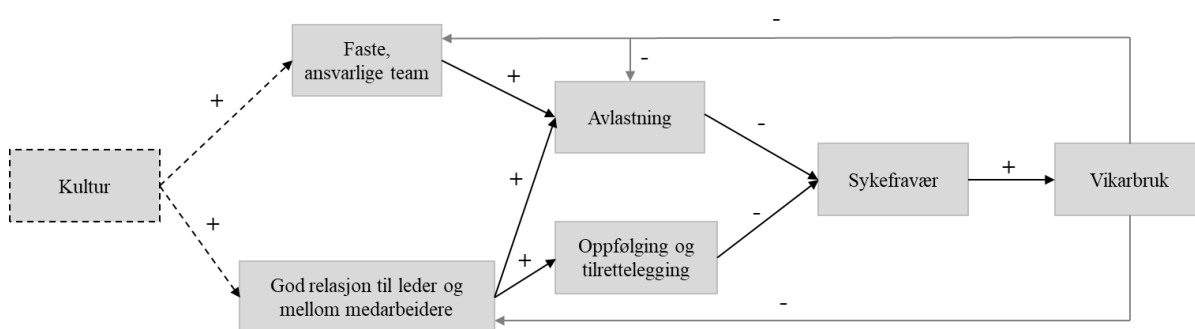 -
Faste,
ansvarlige team
-
+
+
Avlastning
-
Kultur
+
Sykefravær
+
Vikarbruk
+
-
Oppfølging og
tilrettelegging
+
God relasjon til leder og
mellom medarbeidere
-